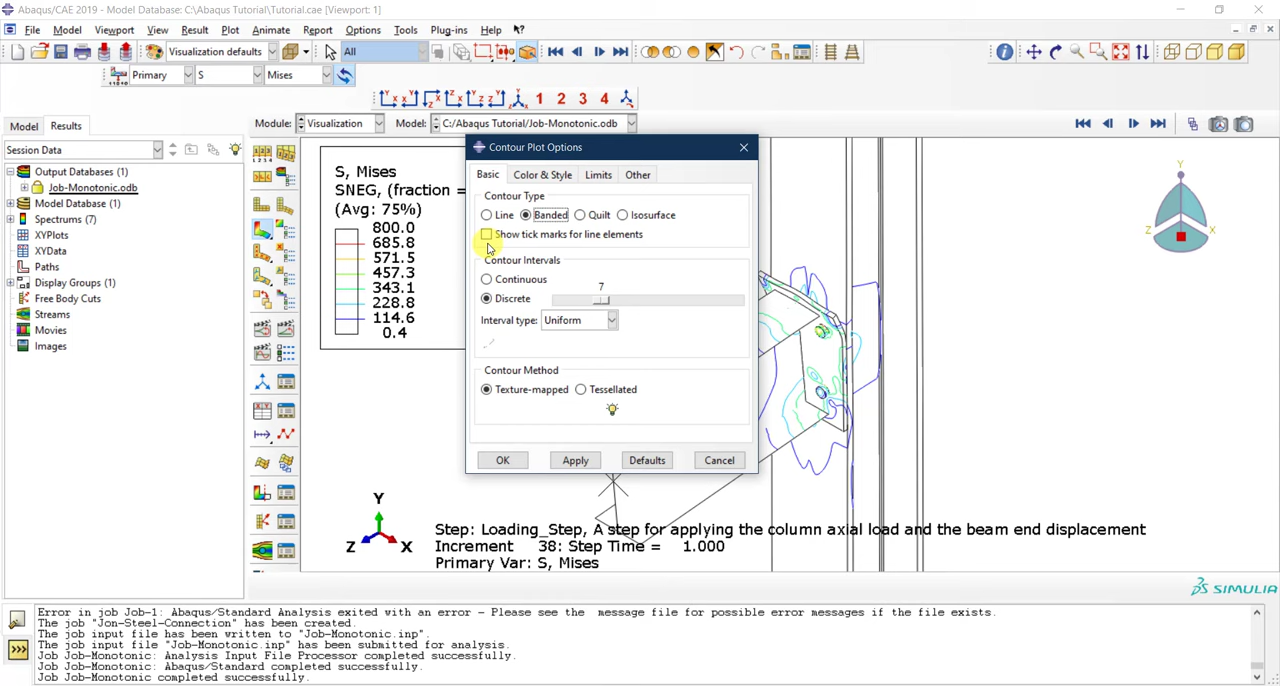 Abaqus/CAE 2019 - Model Database: C:\Abaqus Tutorial\Tutorial.cae [Viewport: 1]
File Model Viewport View Result Plot Animate Report Options Tools Plug-ins Help
Visualization defaults All
Primary S Mises
1 2 3 4
Model Results Module: Visualization Model: C:/Abaqus Tutorial/Job-Monotonic.odb
Session Data
Output Databases (1)
Job-Monotonic.odb
Model Database (1)
Spectrums (7)
XYPlots
XYData
Paths
Display Groups (1)
Free Body Cuts
Streams
Movies
Images
S, Mises
SNEG, (fraction =
(Avg: 75%)
800.0
685.8
571.5
457.3
343.1
228.8
114.6
0.4
Contour Plot Options
Basic Color & Style Limits Other
Contour Type
Line Banded Quilt Isosurface
Show tick marks for line elements
Contour Intervals
Continuous
7
Discrete
Interval type: Uniform
Contour Method
Texture-mapped Tessellated
OK Apply Defaults Cancel
Y
Z X
Y
Z X
Step: Loading_Step, A step for applying the column axial load and the beam end displacement
Increment 38: Step Time = 1.000
Primary Var: S, Mises
SIMULIA
Error in job Job-1: Abaqus/Standard Analysis exited with an error - Please see the message file for possible error messages if the file exists.
The job "Jon-Steel-Connection" has been created.
The job input file has been written to "Job-Monotonic.inp".
The job input file "Job-Monotonic.inp" has been submitted for analysis.
Job Job-Monotonic: Analysis Input File Processor completed successfully.
Job Job-Monotonic: Abaqus/Standard completed successfully.
Job Job-Monotonic completed successfully.